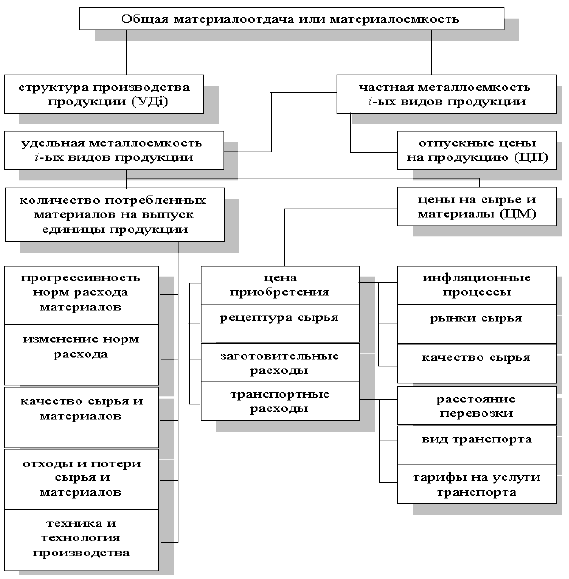 Общая материалоотдача или материалоемкость
структура производства
продукции (УДi)
частная металлоемкость
i-ых видов продукции
удельная металлоемкость
i-ых видов продукции
отпускные цены
на продукцию (ЦП)
количество потребленных
материалов на выпуск
единицы продукции
цены на сырье и
материалы (ЦМ)
прогрессивность
норм расхода
материалов
изменение норм
расхода
качество сырья и
материалов
отходы и потери
сырья и
материалов
техника и
технология
производства
цена
приобретения
рецептура сырья
заготовительные
расходы
транспортные
расходы
инфляционные
процессы
рынки сырья
качество сырья
расстояние
перевозки
вид транспорта
тарифы на услуги
транспорта